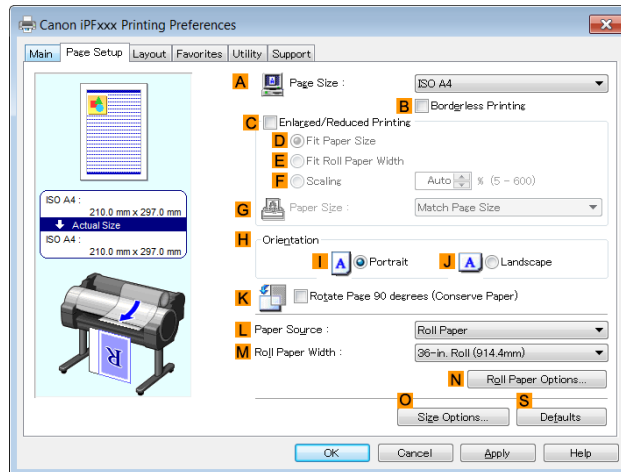 Canon iPFxxx Printing Preferences
Main Page Setup Layout Favorites Utility Support
A Page Size : ISO A4
B Borderless Printing
C Enlarged/Reduced Printing
D Fit Paper Size
E Fit Roll Paper Width
F Scaling Auto % (5 - 600)
G Paper Size : Match Page Size
ISO A4 :
210.0 mm x 297.0 mm
Actual Size
ISO A4 :
210.0 mm x 297.0 mm
H Orientation
I A Portrait J A Landscape
K Rotate Page 90 degrees (Conserve Paper)
L Paper Source : Roll Paper
M Roll Paper Width : 36-in. Roll (914.4mm)
R
N Roll Paper Options...
O S
Size Options... Defaults
OK Cancel Apply Help